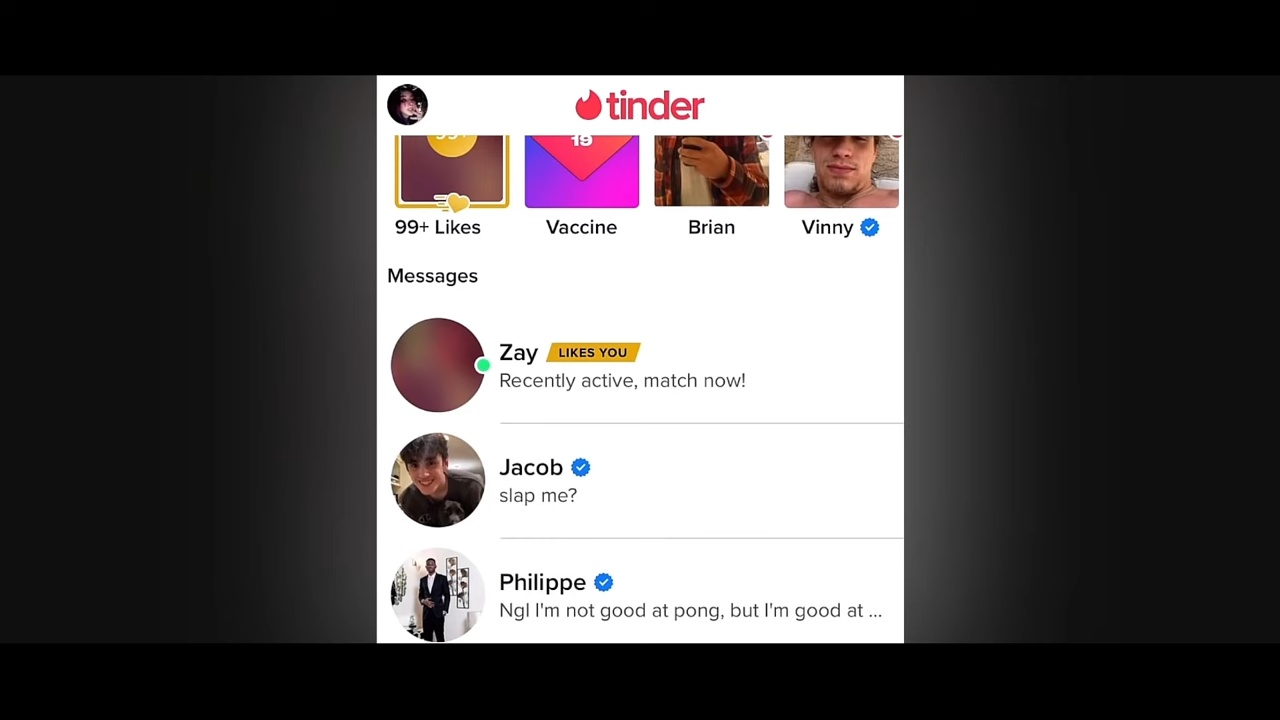 tinder
19
99+ Likes
Vaccine
Brian
Vinny
Messages
Zay LIKES YOU
Recently active, match now!
Jacob
slap me?
Philippe
Ngl I'm not good at pong, but I'm good at ...